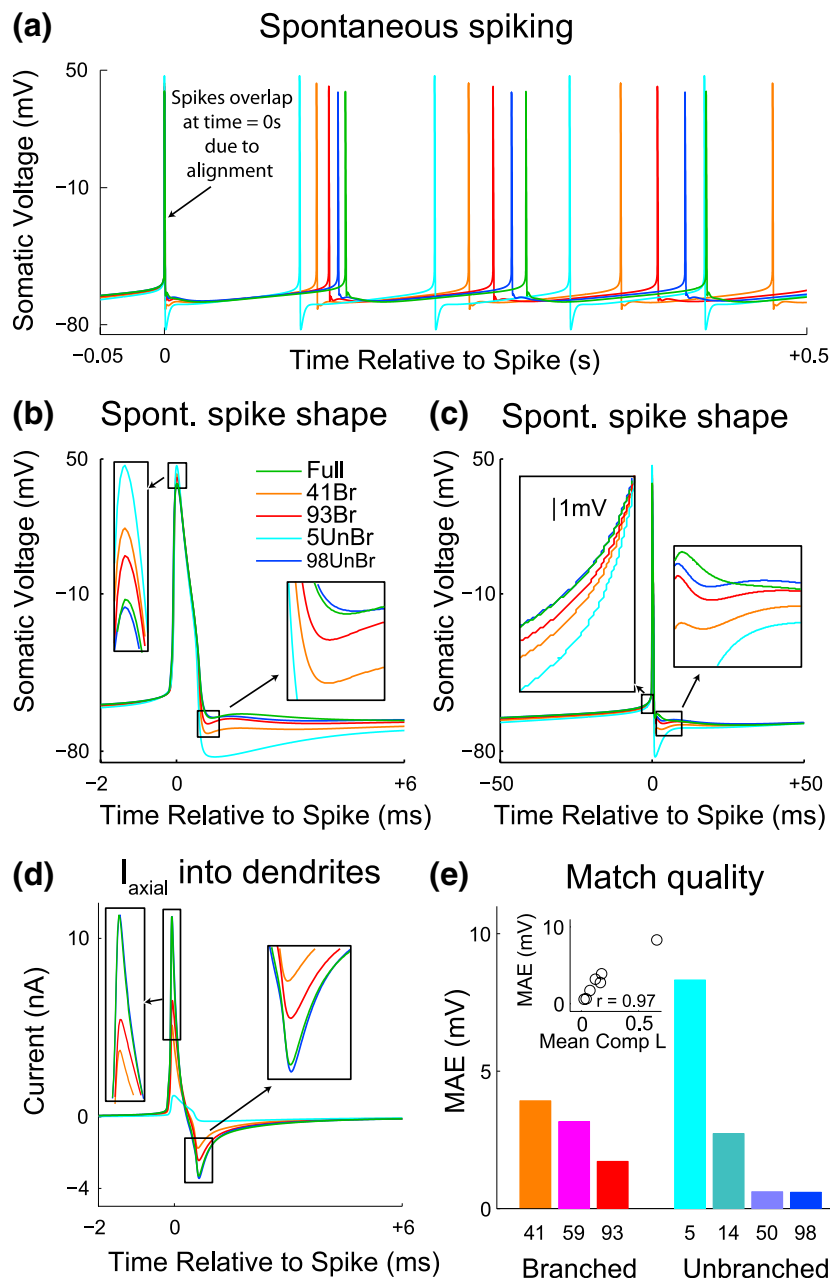 (a) Spontaneous spiking
50
Spikes overlap
at time = 0s
due to
alignment
−10
−80
Somatic Voltage (mV)
−0.05
0
+0.5
Time Relative to Spike (s)
(b) Spont. spike shape
50
−10
−80
Somatic Voltage (mV)
Full
41Br
93Br
5UnBr
98UnBr
−2
0
+6
Time Relative to Spike (ms)
(c) Spont. spike shape
50
−10
−80
Somatic Voltage (mV)
|1mV
−50
0
+50
Time Relative to Spike (ms)
(d) I axial into dendrites
10
0
−4
Current (nA)
−2
0
+6
Time Relative to Spike (ms)
(e) Match quality
10
5
0
MAE (mV)
10
0
MAE (mV)
r = 0.97
0
0.5
Mean Comp L
41 59 93 5 14 50 98
Branched Unbranched